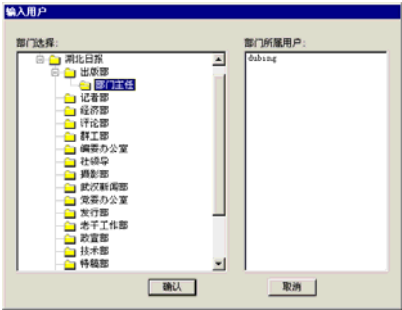 输入用户
部门选择:
部门所属用户:
湖北日报
dubing
出版部
部门主任
记者部
经济部
评论部
群工部
编委办公室
社领导
摄影部
武汉新闻部
党委办公室
发行部
老干工作部
政宣部
技术部
特稿部
确认
取消